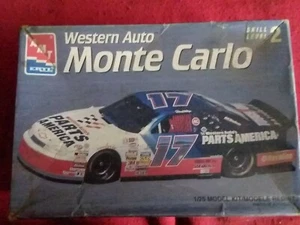 AMT
ERTL
Western Auto
SKILL LEVEL 2
Monte Carlo
17
PARTS AMERICA
17
PARTS AMERICA